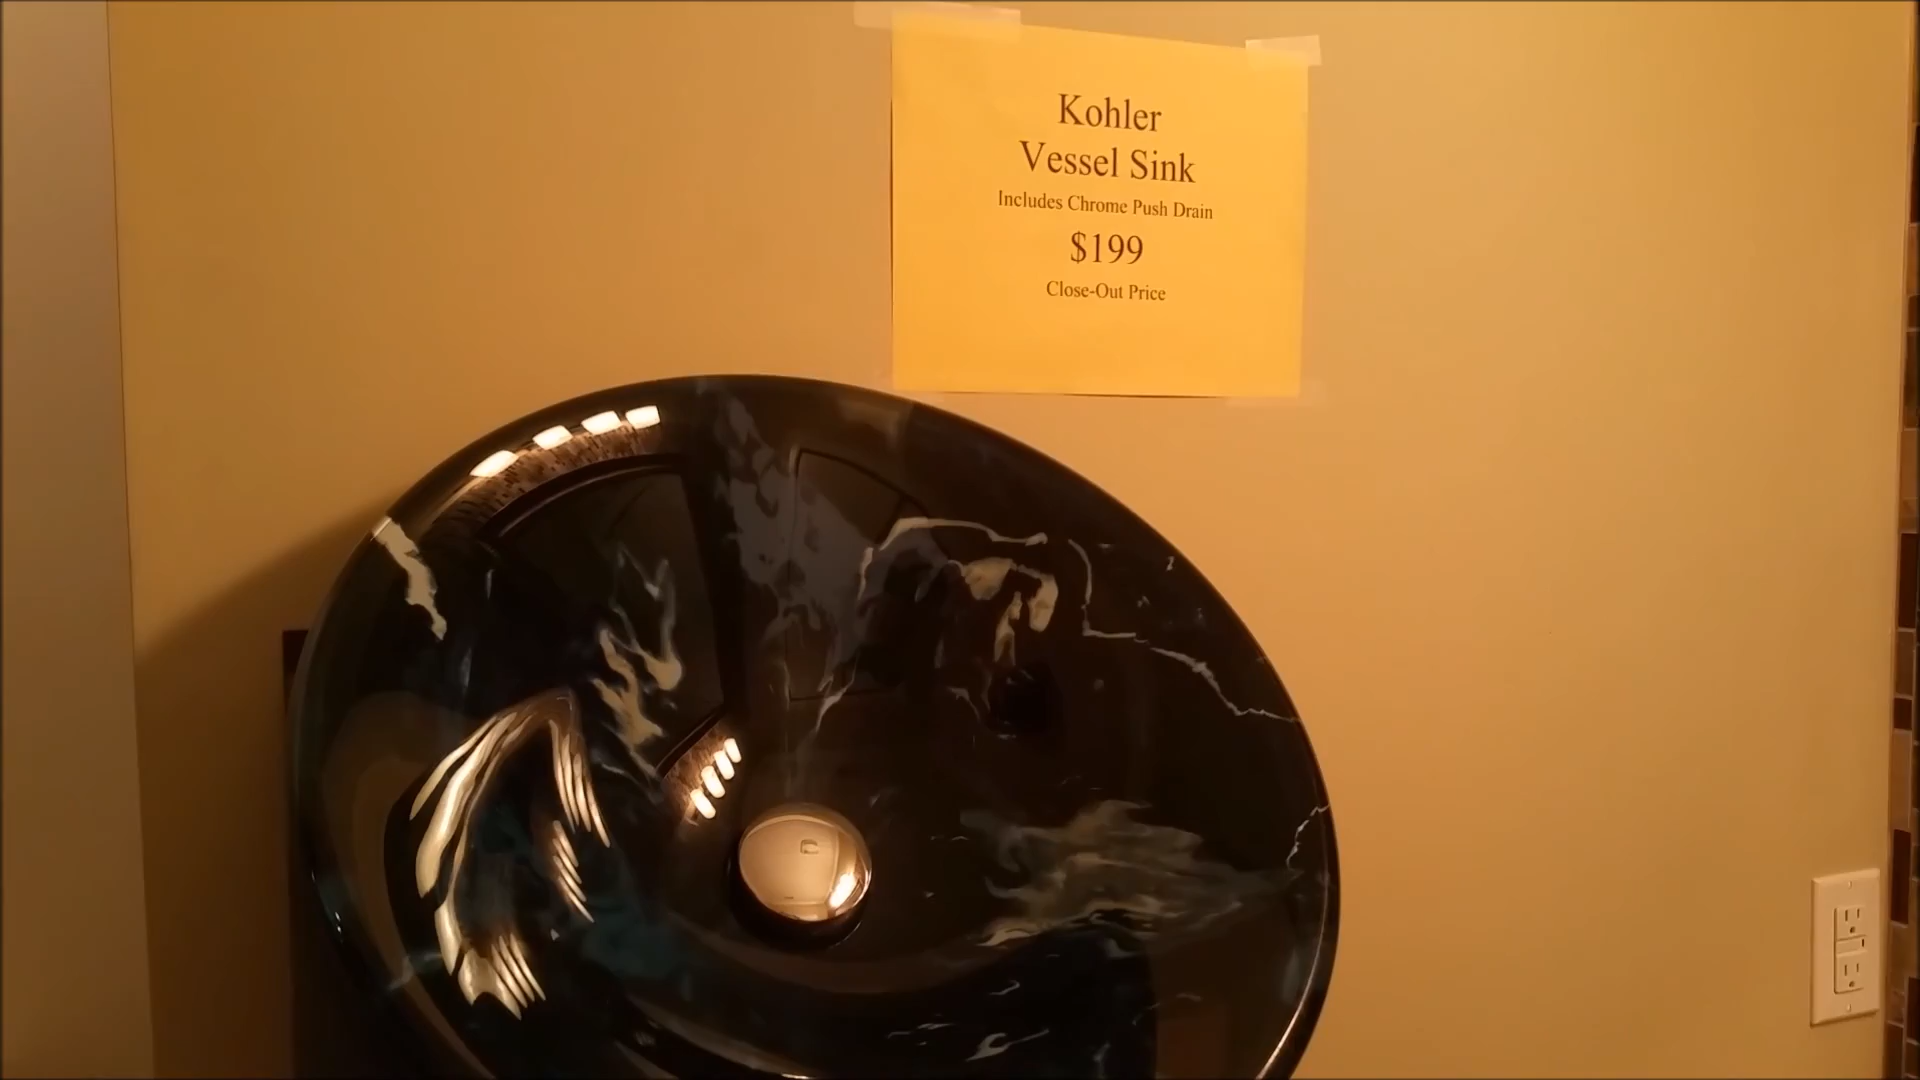 Kohler
Vessel Sink
Includes Chrome Push Drain
$199
Close-Out Price